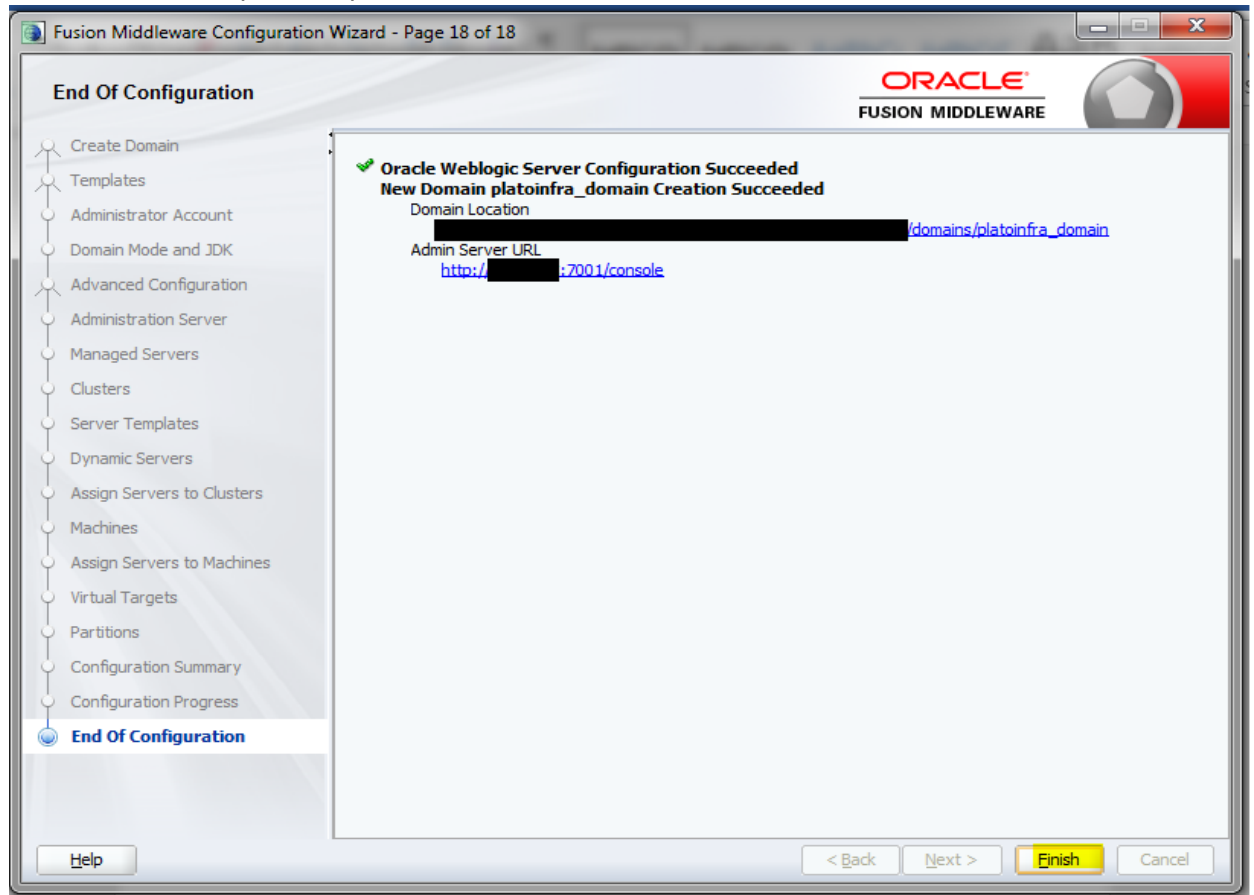 Fusion Middleware Configuration Wizard - Page 18 of 18
End Of Configuration
ORACLE
FUSION MIDDLEWARE
Create Domain
Templates
Administrator Account
Domain Mode and JDK
Advanced Configuration
Administration Server
Managed Servers
Clusters
Server Templates
Dynamic Servers
Assign Servers to Clusters
Machines
Assign Servers to Machines
Virtual Targets
Partitions
Configuration Summary
Configuration Progress
End Of Configuration
Oracle Weblogic Server Configuration Succeeded
New Domain platoinfra_domain Creation Succeeded
Domain Location
/domains/platoinfra_domain
Admin Server URL
http:// :7001/console
Help
< Back Next > Finish Cancel